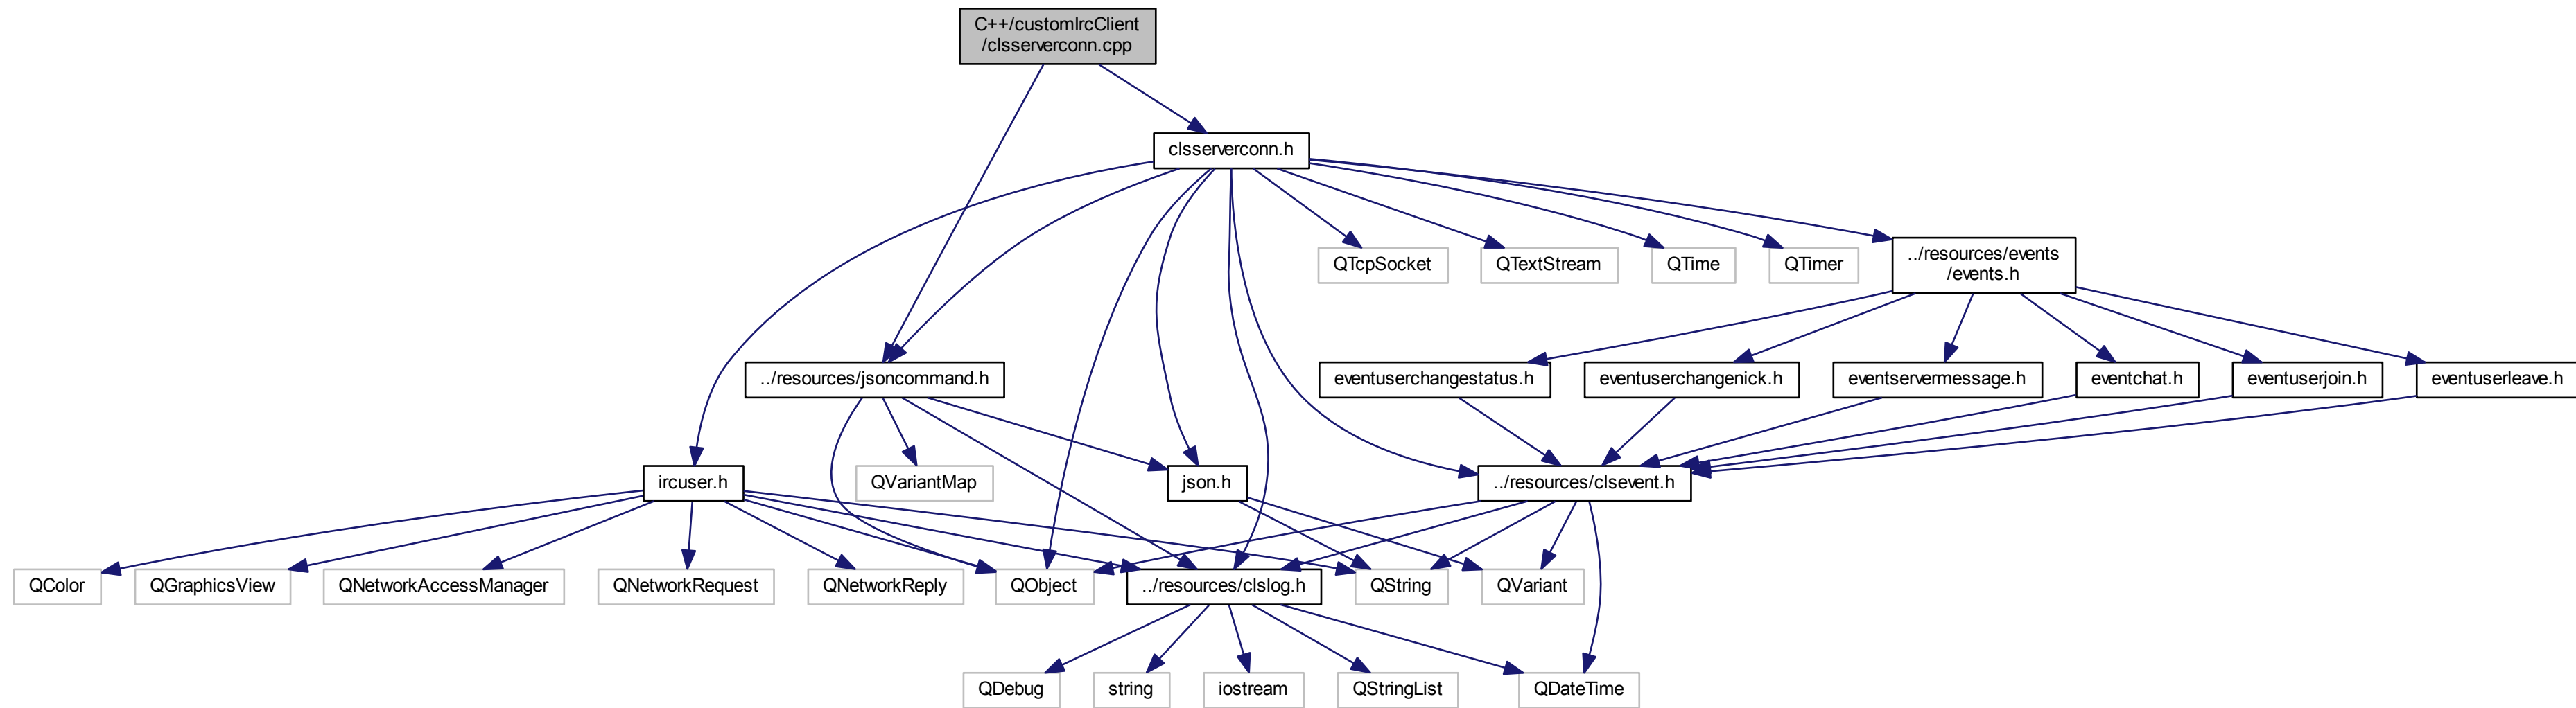 C++/customIrcClient
/clsserverconn.cpp
clsserverconn.h
QTcpSocket
QTextStream
QTime
QTimer
../resources/events
/events.h
../resources/jsoncommand.h
eventuserchangestatus.h
eventuserchangenick.h
eventservermessage.h
eventchat.h
eventuserjoin.h
eventuserleave.h
ircuser.h
QVariantMap
json.h
../resources/clsevent.h
QColor
QGraphicsView
QNetworkAccessManager
QNetworkRequest
QNetworkReply
QObject
../resources/clslog.h
QString
QVariant
QDebug
string
iostream
QStringList
QDateTime